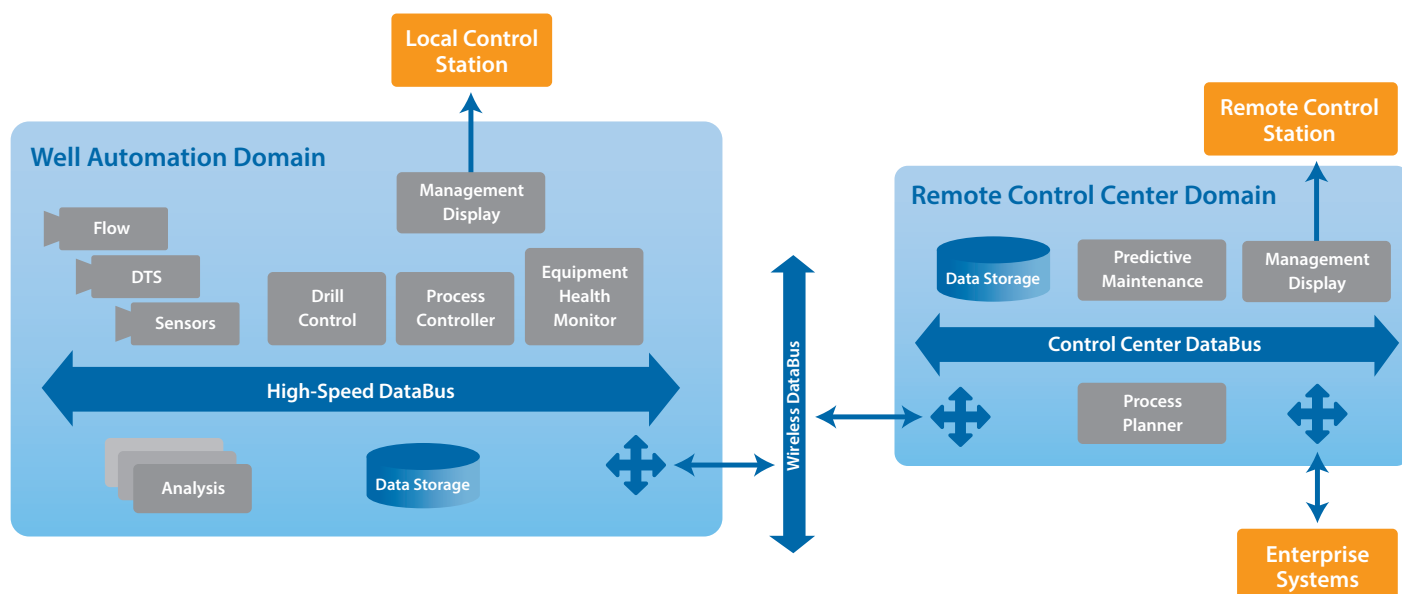 Local Control
Station
Well Automation Domain
Management
Display
Flow
DTS
Sensors
Drill
Control
Process
Controller
Equipment
Health
Monitor
High-Speed DataBus
Analysis
Data Storage
Wireless DataBus
Remote Control
Station
Remote Control Center Domain
Data Storage
Predictive
Maintenance
Management
Display
Control Center DataBus
Process
Planner
Enterprise
Systems